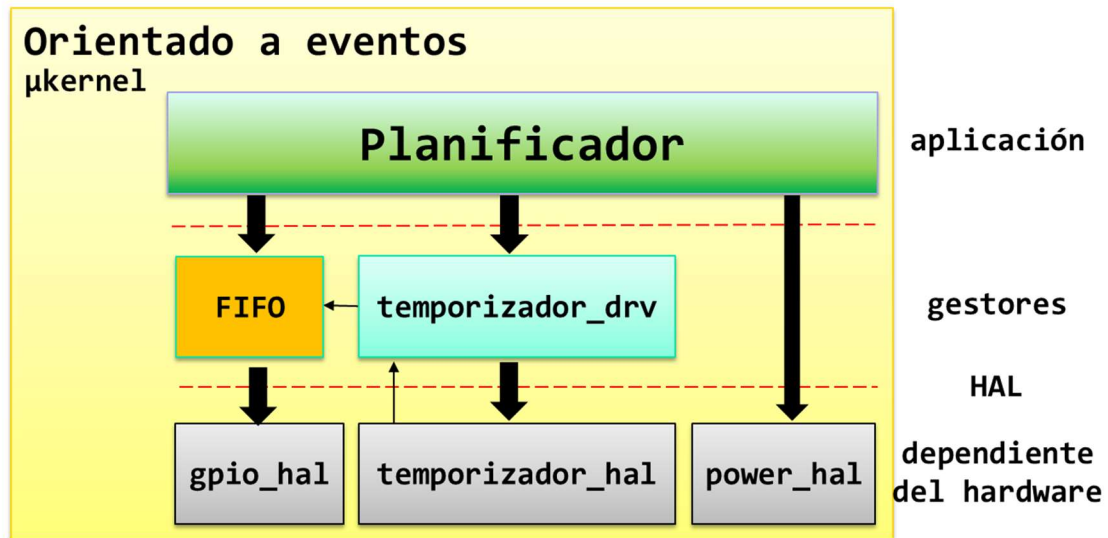 Orientado a eventos
μkernel
Planificador
aplicación
FIFO
temporizador_drv
gestores
HAL
gpio_hal
temporizador_hal
power_hal
dependiente
del hardware